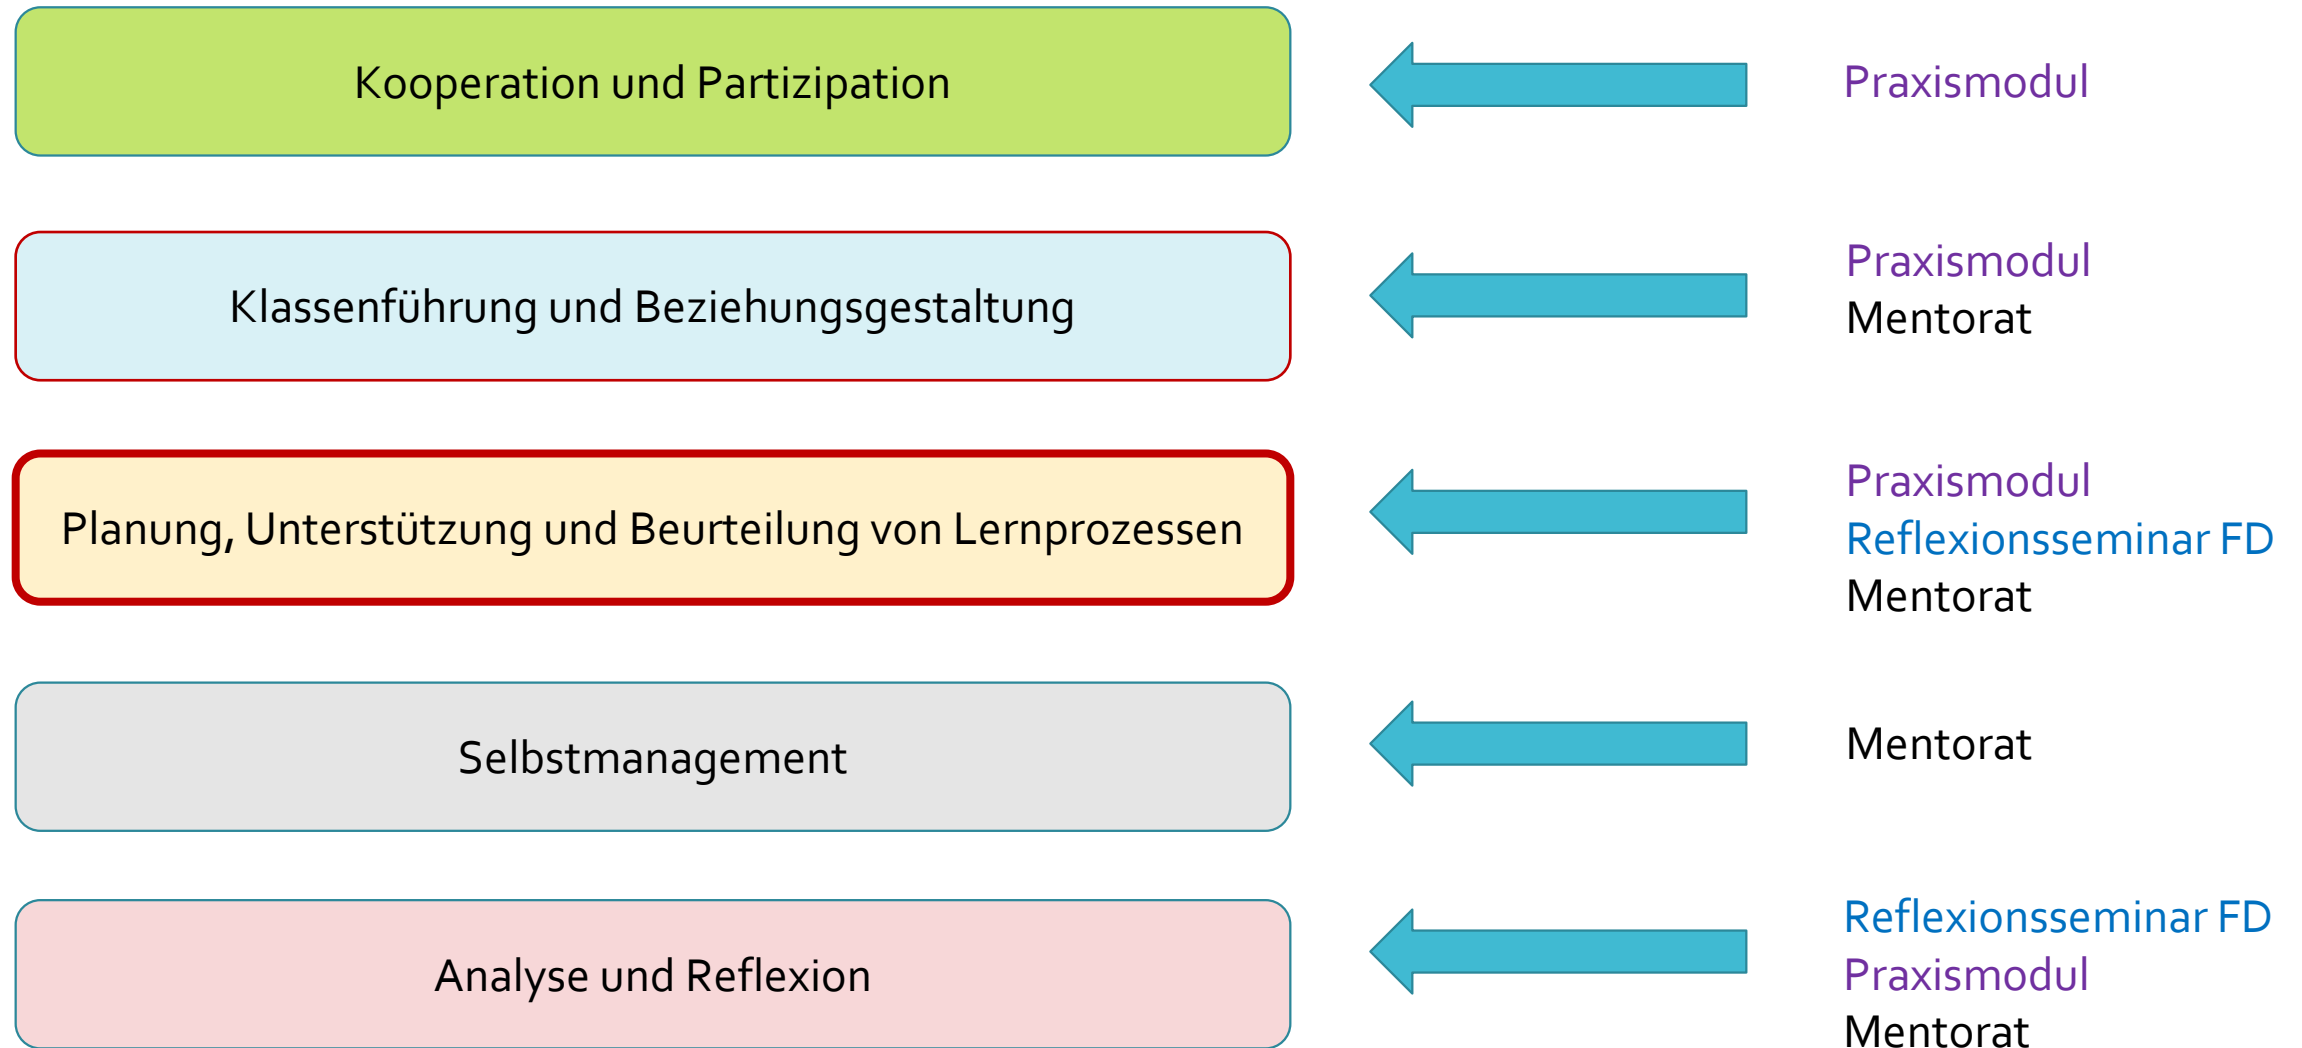 Kooperation und Partizipation
Praxismodul
Klassenführung und Beziehungsgestaltung
Praxismodul
Mentorat
Planung, Unterstützung und Beurteilung von Lernprozessen
Praxismodul
Reflexionsseminar FD
Mentorat
Selbstmanagement
Mentorat
Analyse und Reflexion
Reflexionsseminar FD
Praxismodul
Mentorat